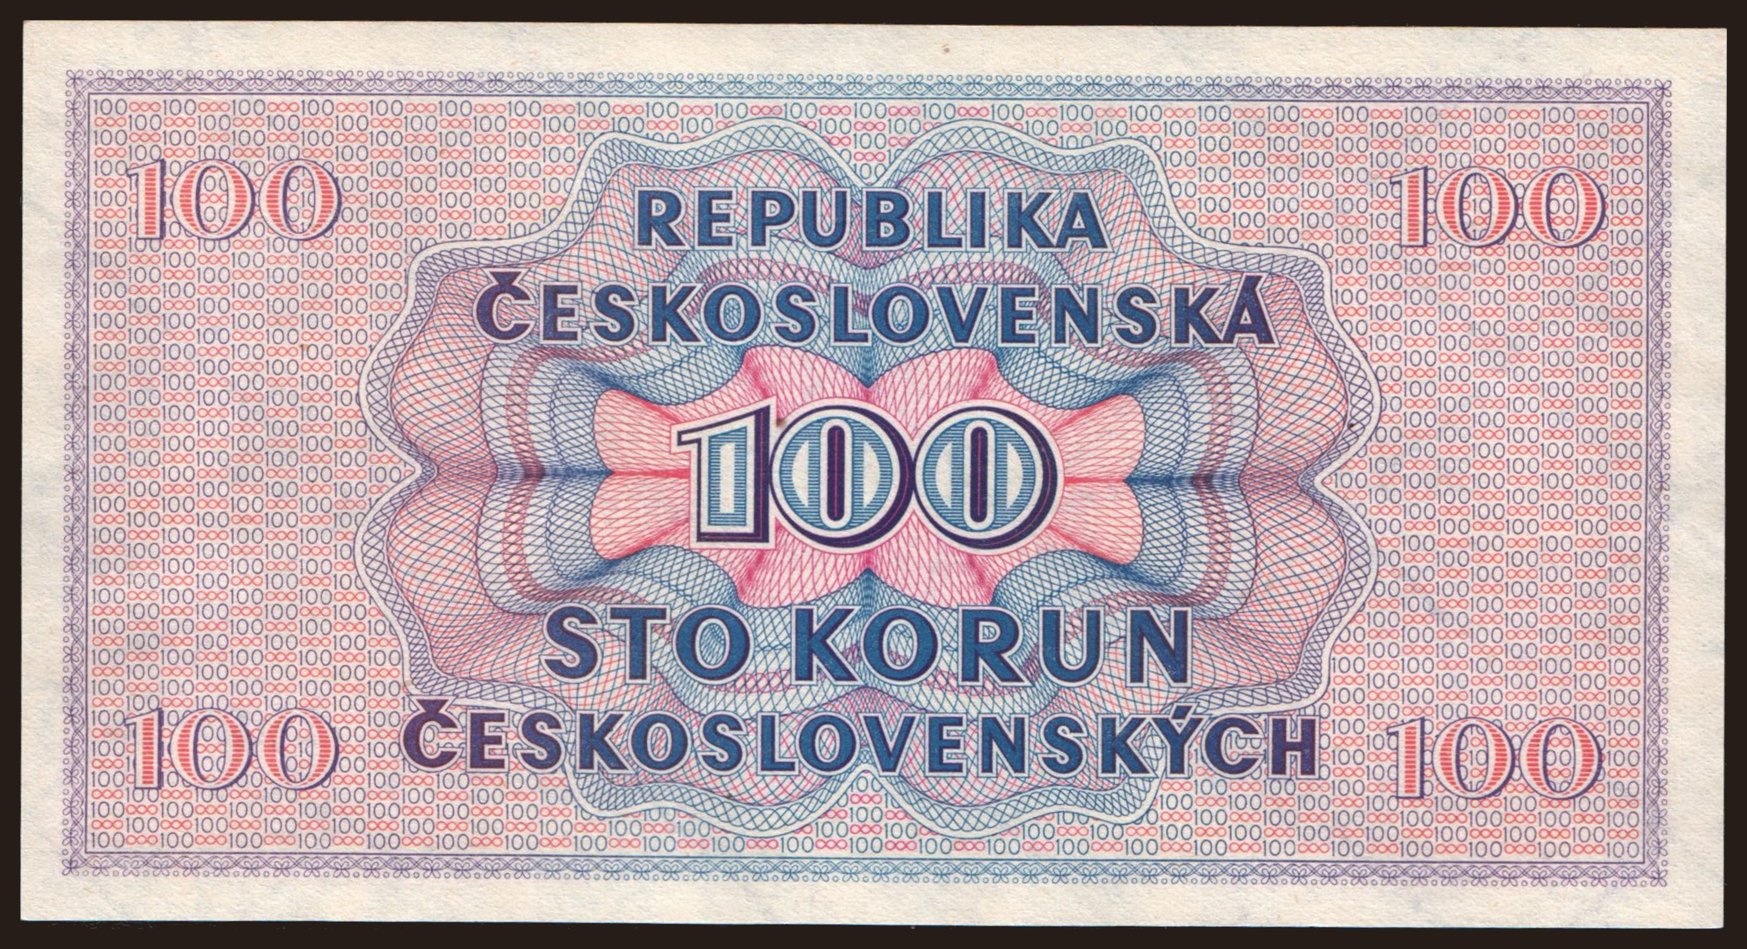 100 100
REPUBLIKA
ČESKOSLOVENSKÁ
100
STO KORUN
ČESKOSLOVENSKÝCH
100 100